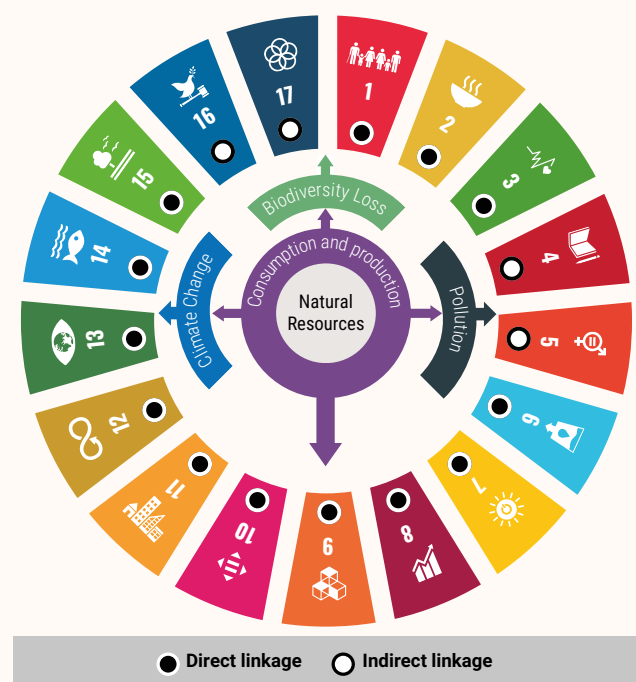 1
2
3
4
5
6
7
8
9
10
11
12
13
14
15
16
17
Biodiversity Loss
Consumption and production
Natural
Resources
Climate Change
Pollution
Direct linkage
Indirect linkage